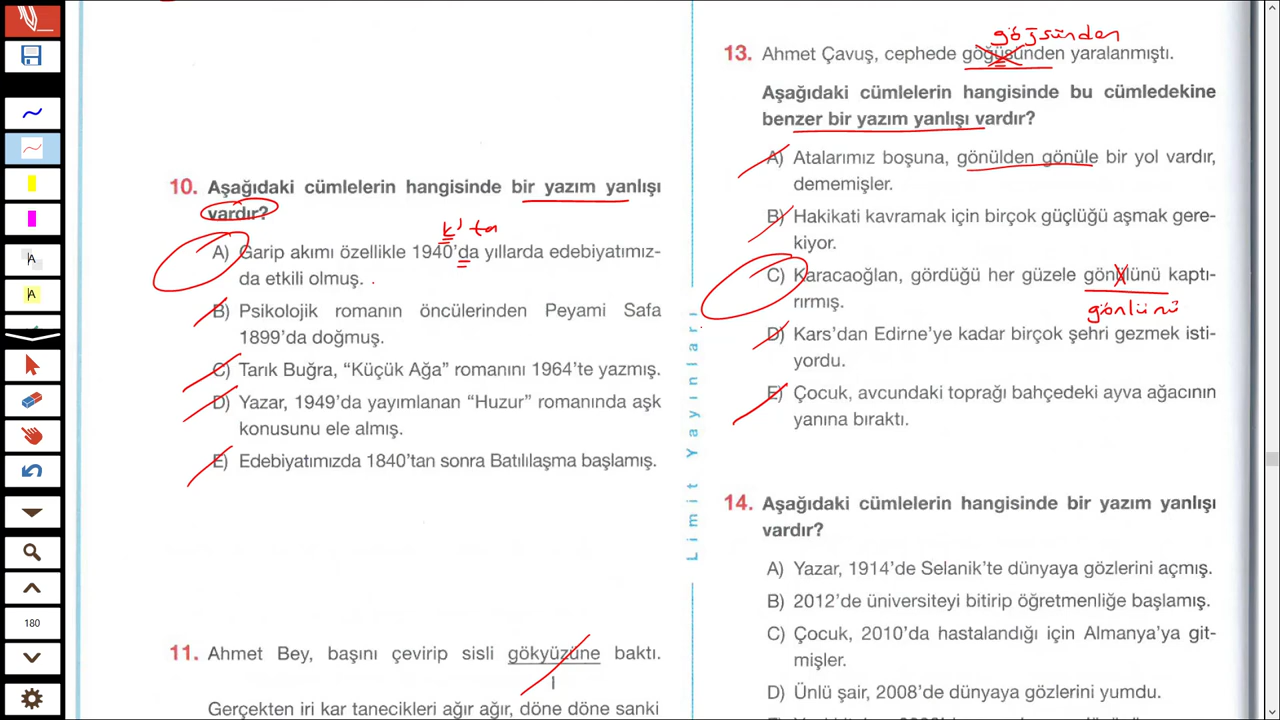 10. Aşağıdaki cümlelerin hangisinde bir yazım yanlışı
vardır?
k'ta
A) Garip akımı özellikle 1940'da yıllarda edebiyatımız-
da etkili olmuş.
B) Psikolojik romanın öncülerinden Peyami Safa
1899'da doğmuş.
C) Tarık Buğra, “Küçük Ağa” romanını 1964'te yazmış.
D) Yazar, 1949'da yayımlanan “Huzur” romanında aşk
konusunu ele almış.
E) Edebiyatımızda 1840'tan sonra Batılılaşma başlamış.
11. Ahmet Bey, başını çevirip sisli gökyüzüne baktı.
I
Gerçekten iri kar tanecikleri ağır ağır, döne döne sanki
Limit Yayınları
göğsünden
13. Ahmet Çavuş, cephede göğüsünden yaralanmıştı.
Aşağıdaki cümlelerin hangisinde bu cümledekine
benzer bir yazım yanlışı vardır?
A) Atalarımız boşuna, gönülden gönüle bir yol vardır,
dememişler.
B) Hakikati kavramak için birçok güçlüğü aşmak gere-
kiyor.
C) Karacaoğlan, gördüğü her güzele gönülünü kaptı-
rırmış.
gönlünü
D) Kars'dan Edirne'ye kadar birçok şehri gezmek isti-
yordu.
E) Çocuk, avcundaki toprağı bahçedeki ayva ağacının
yanına bıraktı.
14. Aşağıdaki cümlelerin hangisinde bir yazım yanlışı
vardır?
A) Yazar, 1914'de Selanik'te dünyaya gözlerini açmış.
B) 2012'de üniversiteyi bitirip öğretmenliğe başlamış.
C) Çocuk, 2010'da hastalandığı için Almanya'ya git-
mişler.
D) Ünlü şair, 2008'de dünyaya gözlerini yumdu.
A
A
180